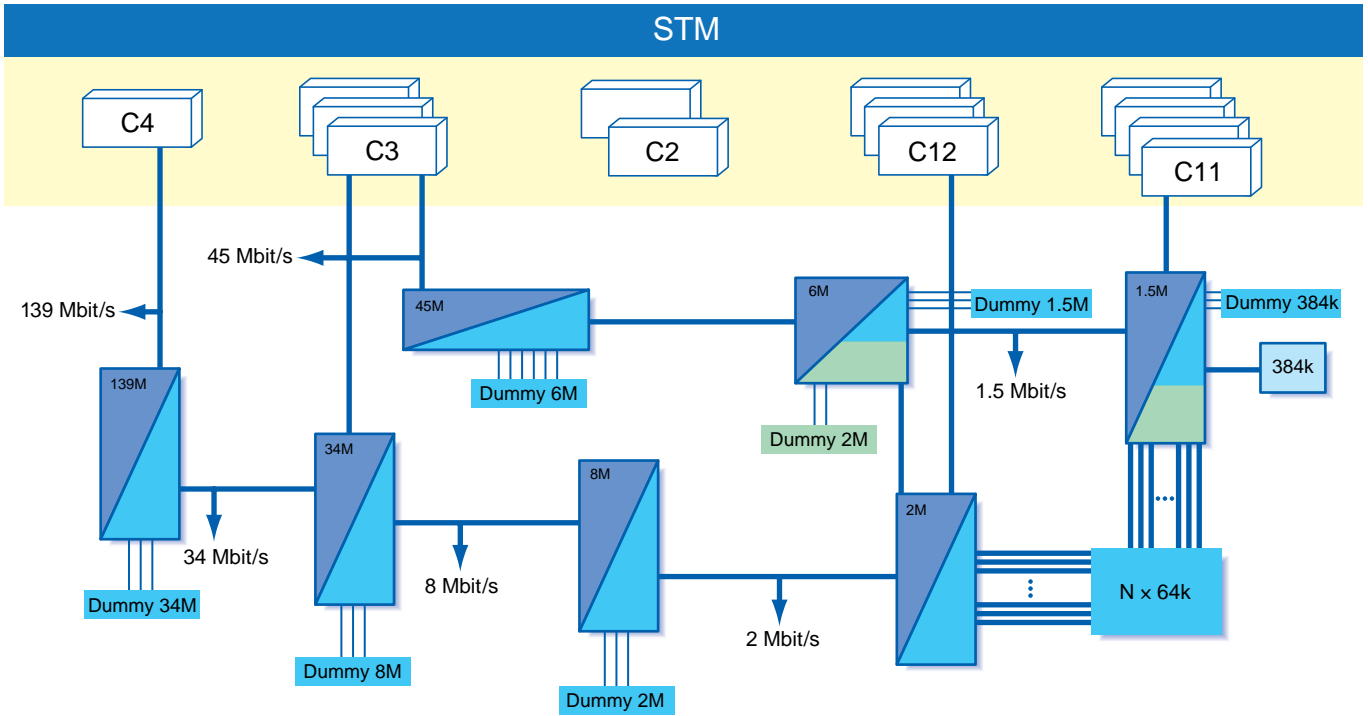 STM
C4
C3
C2
C12
C11
45 Mbit/s
139 Mbit/s
45M
6M
Dummy 1.5M
1.5M
Dummy 384k
384k
1.5 Mbit/s
139M
Dummy 6M
Dummy 2M
34M
8M
2M
34 Mbit/s
8 Mbit/s
2 Mbit/s
N × 64k
Dummy 34M
Dummy 8M
Dummy 2M